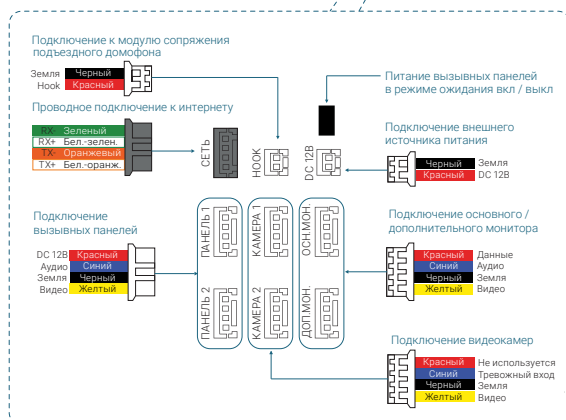 Подключение к модулю сопряжения
подъездного домофона
Земля Черный
Hook Красный
Питание вызывных панелей
в режиме ожидания вкл / выкл
Проводное подключение к интернету
RX- Зеленый
RX+ Бел.-зелен.
TX- Оранжевый
TX+ Бел.-оранж.
СЕТЬ
HOOK
DC 12В
Подключение внешнего
источника питания
Черный Земля
Красный DC 12В
Подключение
вызывных панелей
DC 12В Красный
Аудио Синий
Земля Черный
Видео Желтый
ПАНЕЛЬ 1
КАМЕРА 1
ОСН.МОН.
ПАНЕЛЬ 2
КАМЕРА 2
ДОП.МОН.
Подключение основного /
дополнительного монитора
Красный Данные
Синий Аудио
Черный Земля
Желтый Видео
Подключение видеокамер
Красный Не используется
Синий Тревожный вход
Черный Земля
Желтый Видео